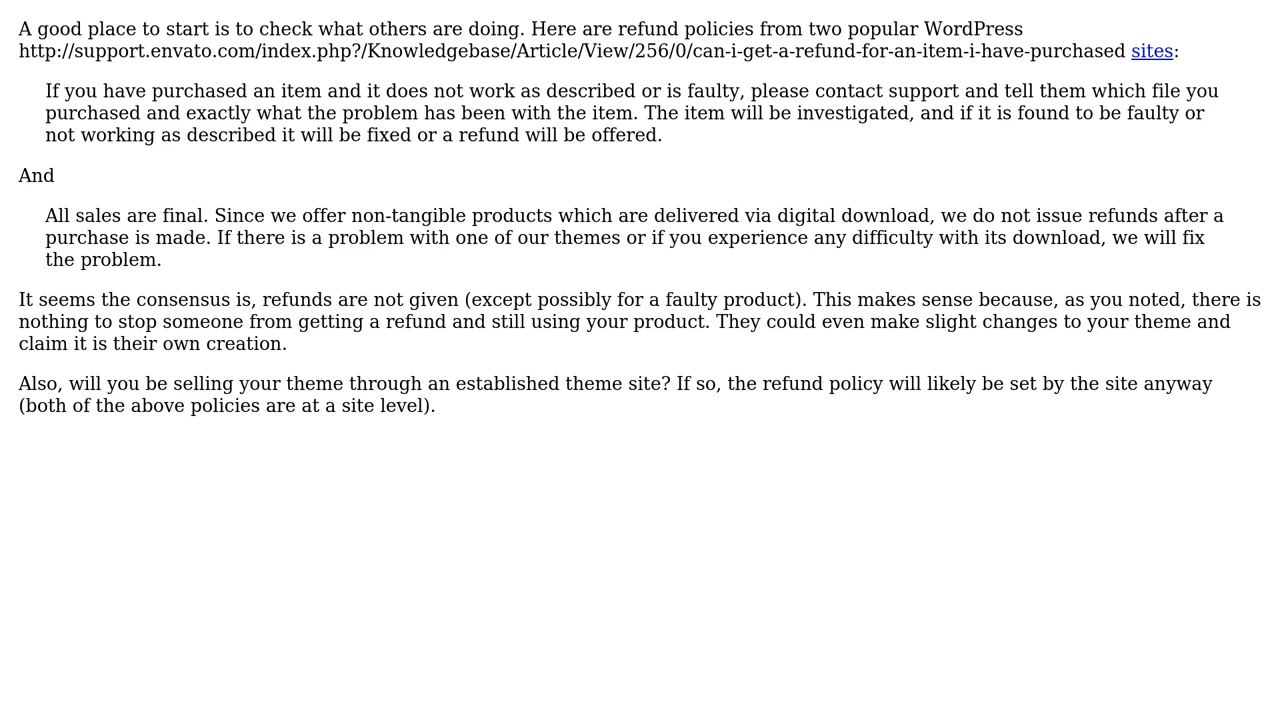 A good place to start is to check what others are doing. Here are refund policies from two popular WordPress
http://support.envato.com/index.php?/Knowledgebase/Article/View/256/0/can-i-get-a-refund-for-an-item-i-have-purchased sites:
If you have purchased an item and it does not work as described or is faulty, please contact support and tell them which file you
purchased and exactly what the problem has been with the item. The item will be investigated, and if it is found to be faulty or
not working as described it will be fixed or a refund will be offered.
And
All sales are final. Since we offer non-tangible products which are delivered via digital download, we do not issue refunds after a
purchase is made. If there is a problem with one of our themes or if you experience any difficulty with its download, we will fix
the problem.
It seems the consensus is, refunds are not given (except possibly for a faulty product). This makes sense because, as you noted, there is
nothing to stop someone from getting a refund and still using your product. They could even make slight changes to your theme and
claim it is their own creation.
Also, will you be selling your theme through an established theme site? If so, the refund policy will likely be set by the site anyway
(both of the above policies are at a site level).